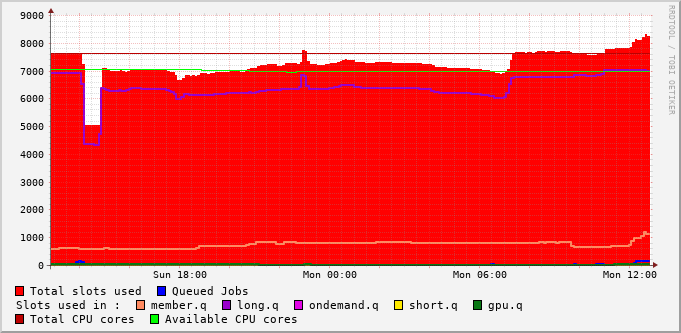 9000
8000
7000
6000
5000
4000
3000
2000
1000
0
Sun 18:00 Mon 00:00 Mon 06:00 Mon 12:00
Total slots used Queued Jobs
Slots used in : member.q long.q ondemand.q short.q gpu.q
Total CPU cores Available CPU cores
RRDTOOL / TOBI OETIKER